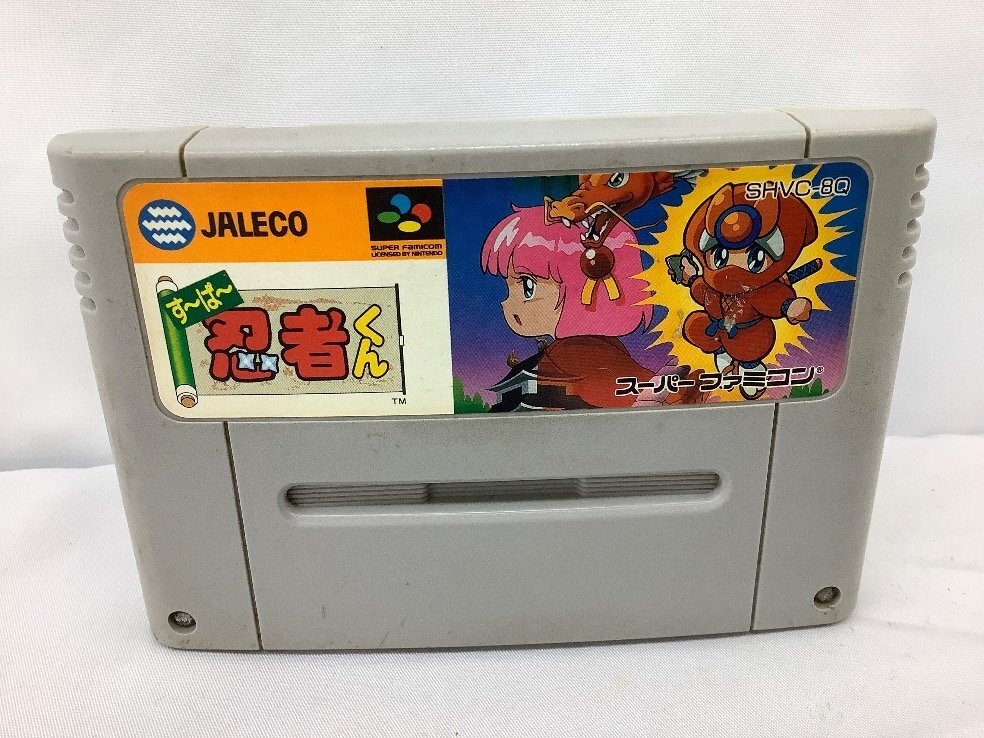 JALECO
SUPER FAMICOM
LICENSED BY NINTENDO
す〜ぱ〜
忍者くん
TM
SHVC-8Q
スーパーファミコン®